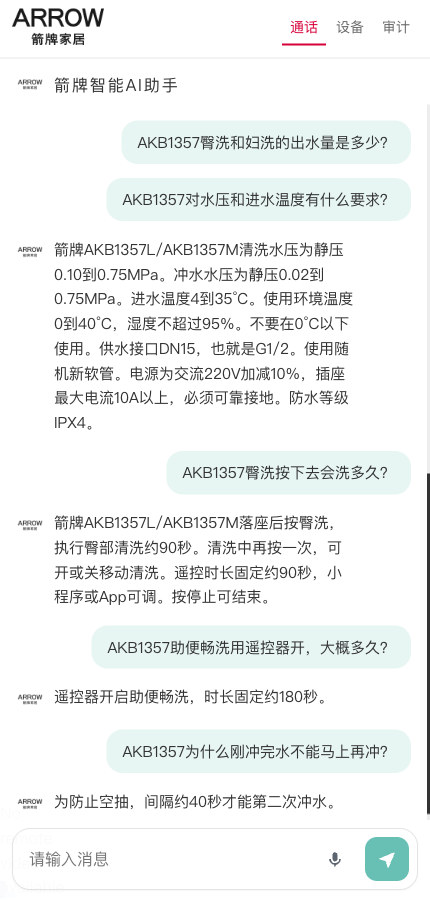 ARROW
箭牌家居
通话 设备 审计
ARROW
箭牌家居
箭牌智能AI助手
AKB1357臀洗和妇洗的出水量是多少？
AKB1357对水压和进水温度有什么要求？
ARROW
箭牌家居
箭牌AKB1357L/AKB1357M清洗水压为静压
0.10到0.75MPa。冲水水压为静压0.02到
0.75MPa。进水温度4到35°C。使用环境温度
0到40°C，湿度不超过95%。不要在0°C以下
使用。供水接口DN15，也就是G1/2。使用随
机新软管。电源为交流220V加减10%，插座
最大电流10A以上，必须可靠接地。防水等级
IPX4。
AKB1357臀洗按下去会洗多久？
ARROW
箭牌家居
箭牌AKB1357L/AKB1357M落座后按臀洗，
执行臀部清洗约90秒。清洗中再按一次，可
开或关移动清洗。遥控时长固定约90秒，小
程序或App可调。按停止可结束。
AKB1357助便畅洗用遥控器开，大概多久？
ARROW
箭牌家居
遥控器开启助便畅洗，时长固定约180秒。
AKB1357为什么刚冲完水不能马上再冲？
ARROW
箭牌家居
为防止空抽，间隔约40秒才能第二次冲水。
请输入消息